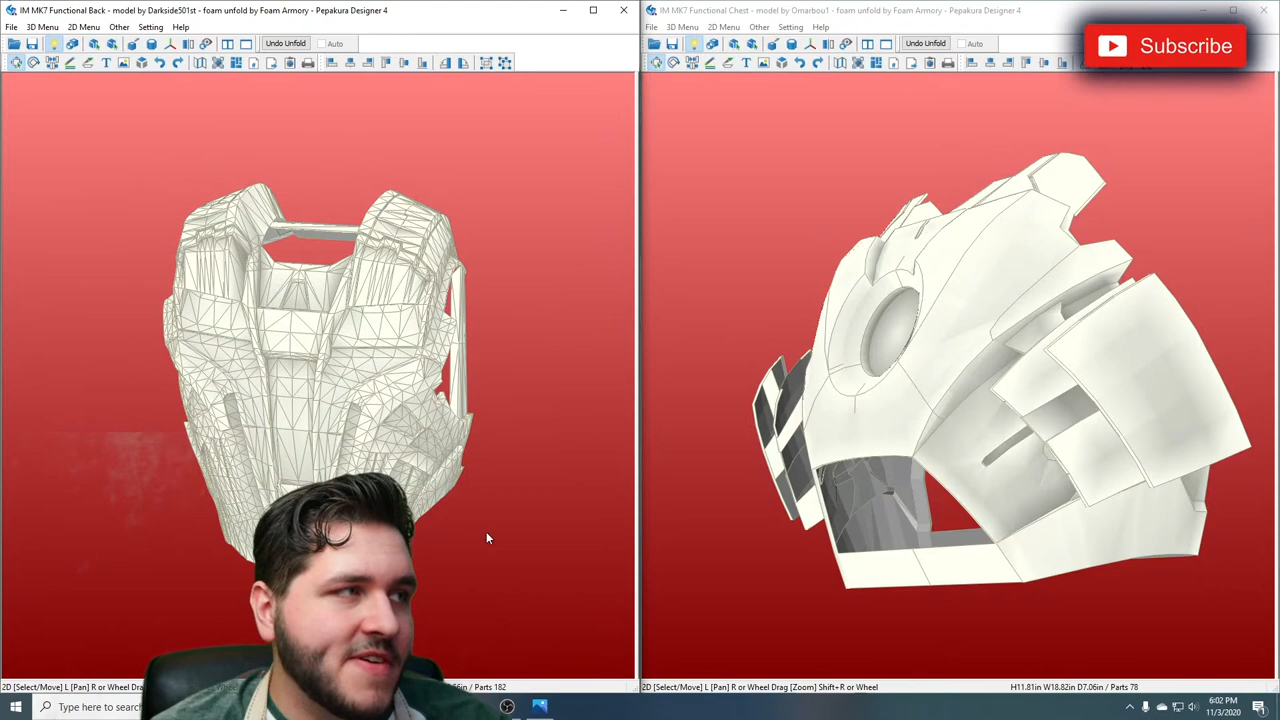 IM MK7 Functional Back - model by Darkside501st - foam unfold by Foam Armory - Pepakura Designer 4
File 3D Menu 2D Menu Other Setting Help
Undo Unfold Auto
2D [Select/Move] L [Pan] R or Wheel Dra
in / Parts 182
IM MK7 Functional Chest - model by Omarbou1 - foam unfold by Foam Armory - Pepakura Designer 4
File 3D Menu 2D Menu Other Setting Help
Undo Unfold Auto
Subscribe
2D [Select/Move] L [Pan] R or Wheel Drag [Zoom] Shift+R or Wheel
H11.81in W18.82in D7.06in / Parts 78
Type here to search
6:02 PM
11/3/2020
1